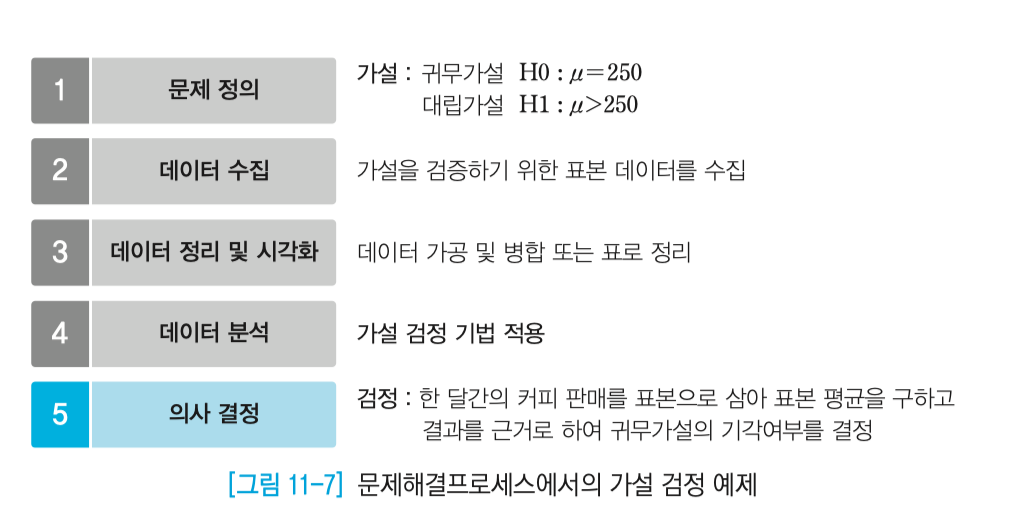 1 문제 정의 가설 : 귀무가설 H0 : μ=250
대립가설 H1 : μ>250
2 데이터 수집 가설을 검증하기 위한 표본 데이터를 수집
3 데이터 정리 및 시각화 데이터 가공 및 병합 또는 표로 정리
4 데이터 분석 가설 검정 기법 적용
5 의사 결정 검정 : 한 달간의 커피 판매를 표본으로 삼아 표본 평균을 구하고
결과를 근거로 하여 귀무가설의 기각여부를 결정
[그림 11-7] 문제해결프로세스에서의 가설 검정 예제